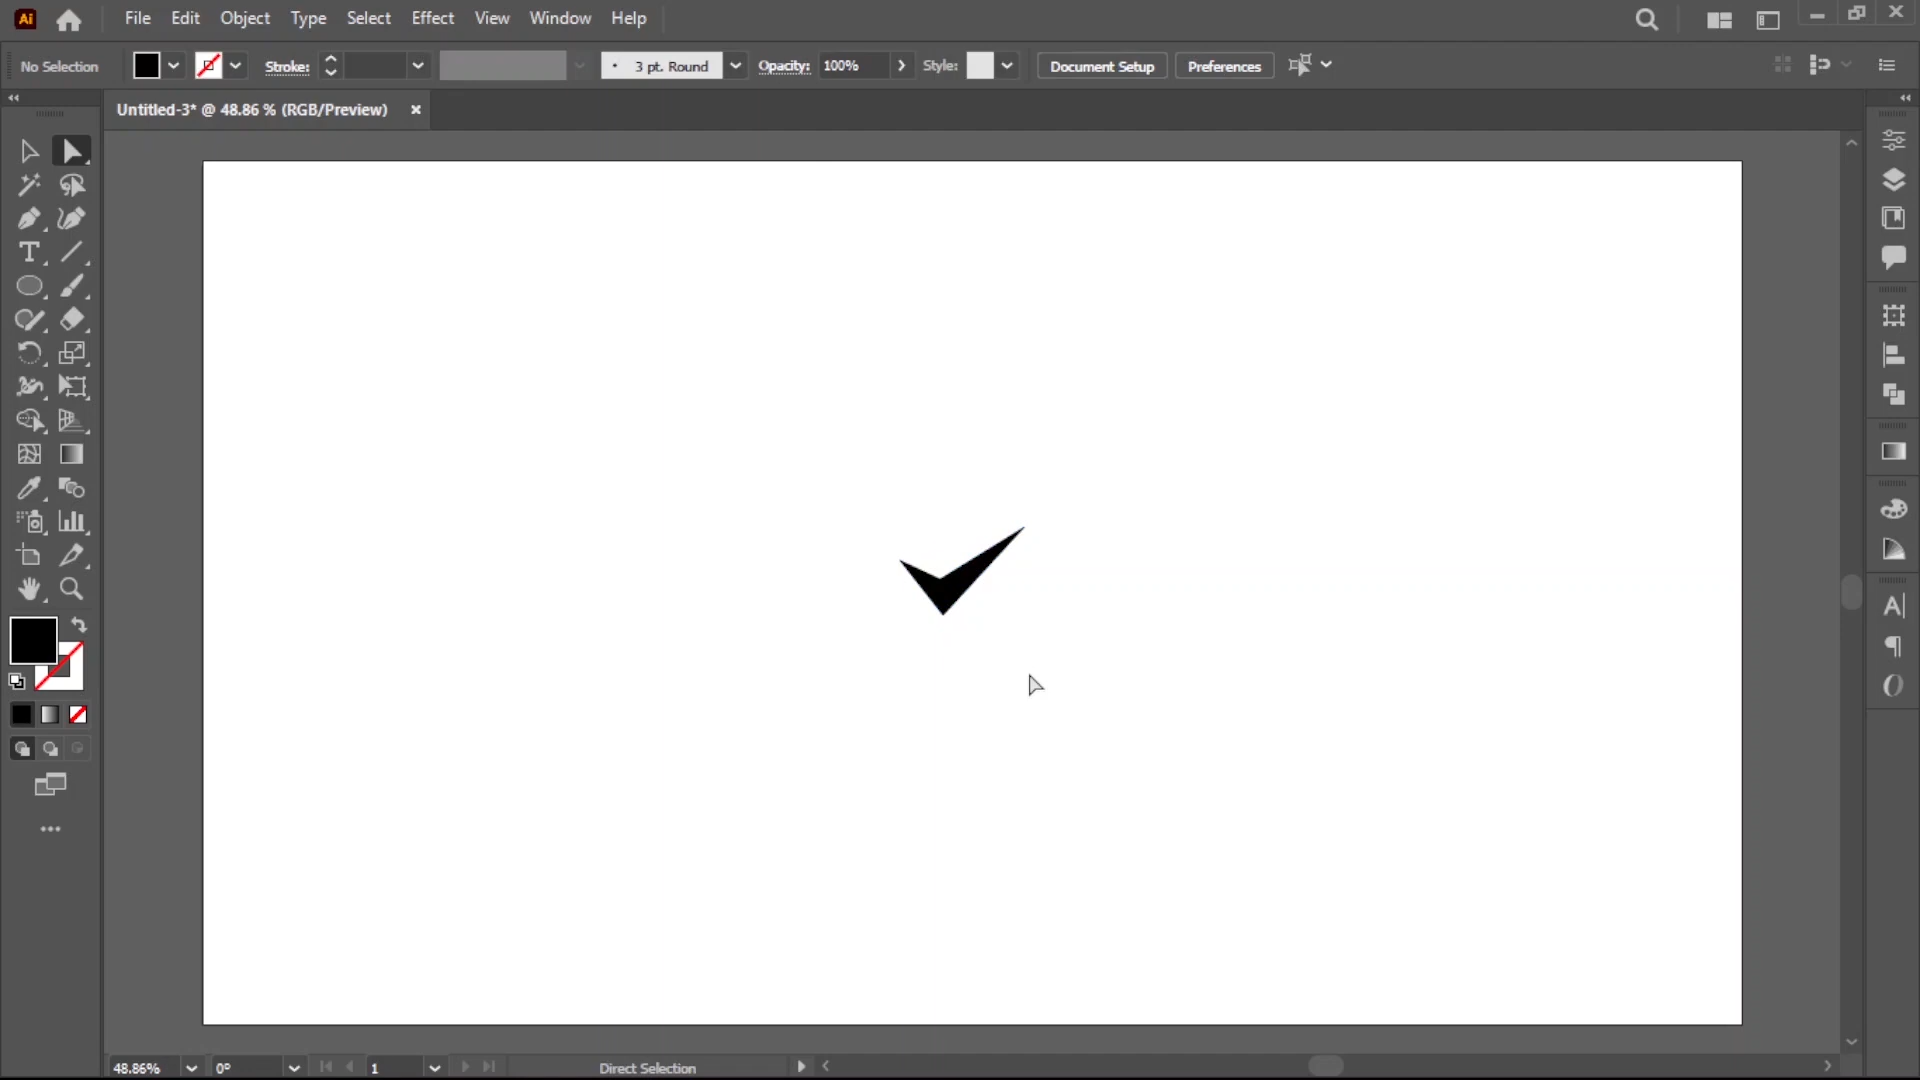 Ai File Edit Object Type Select Effect View Window Help
No Selection Stroke: 3 pt. Round Opacity: 100% Style: Document Setup Preferences
Untitled-3* @ 48.86 % (RGB/Preview)
48.86% 0° 1 Direct Selection